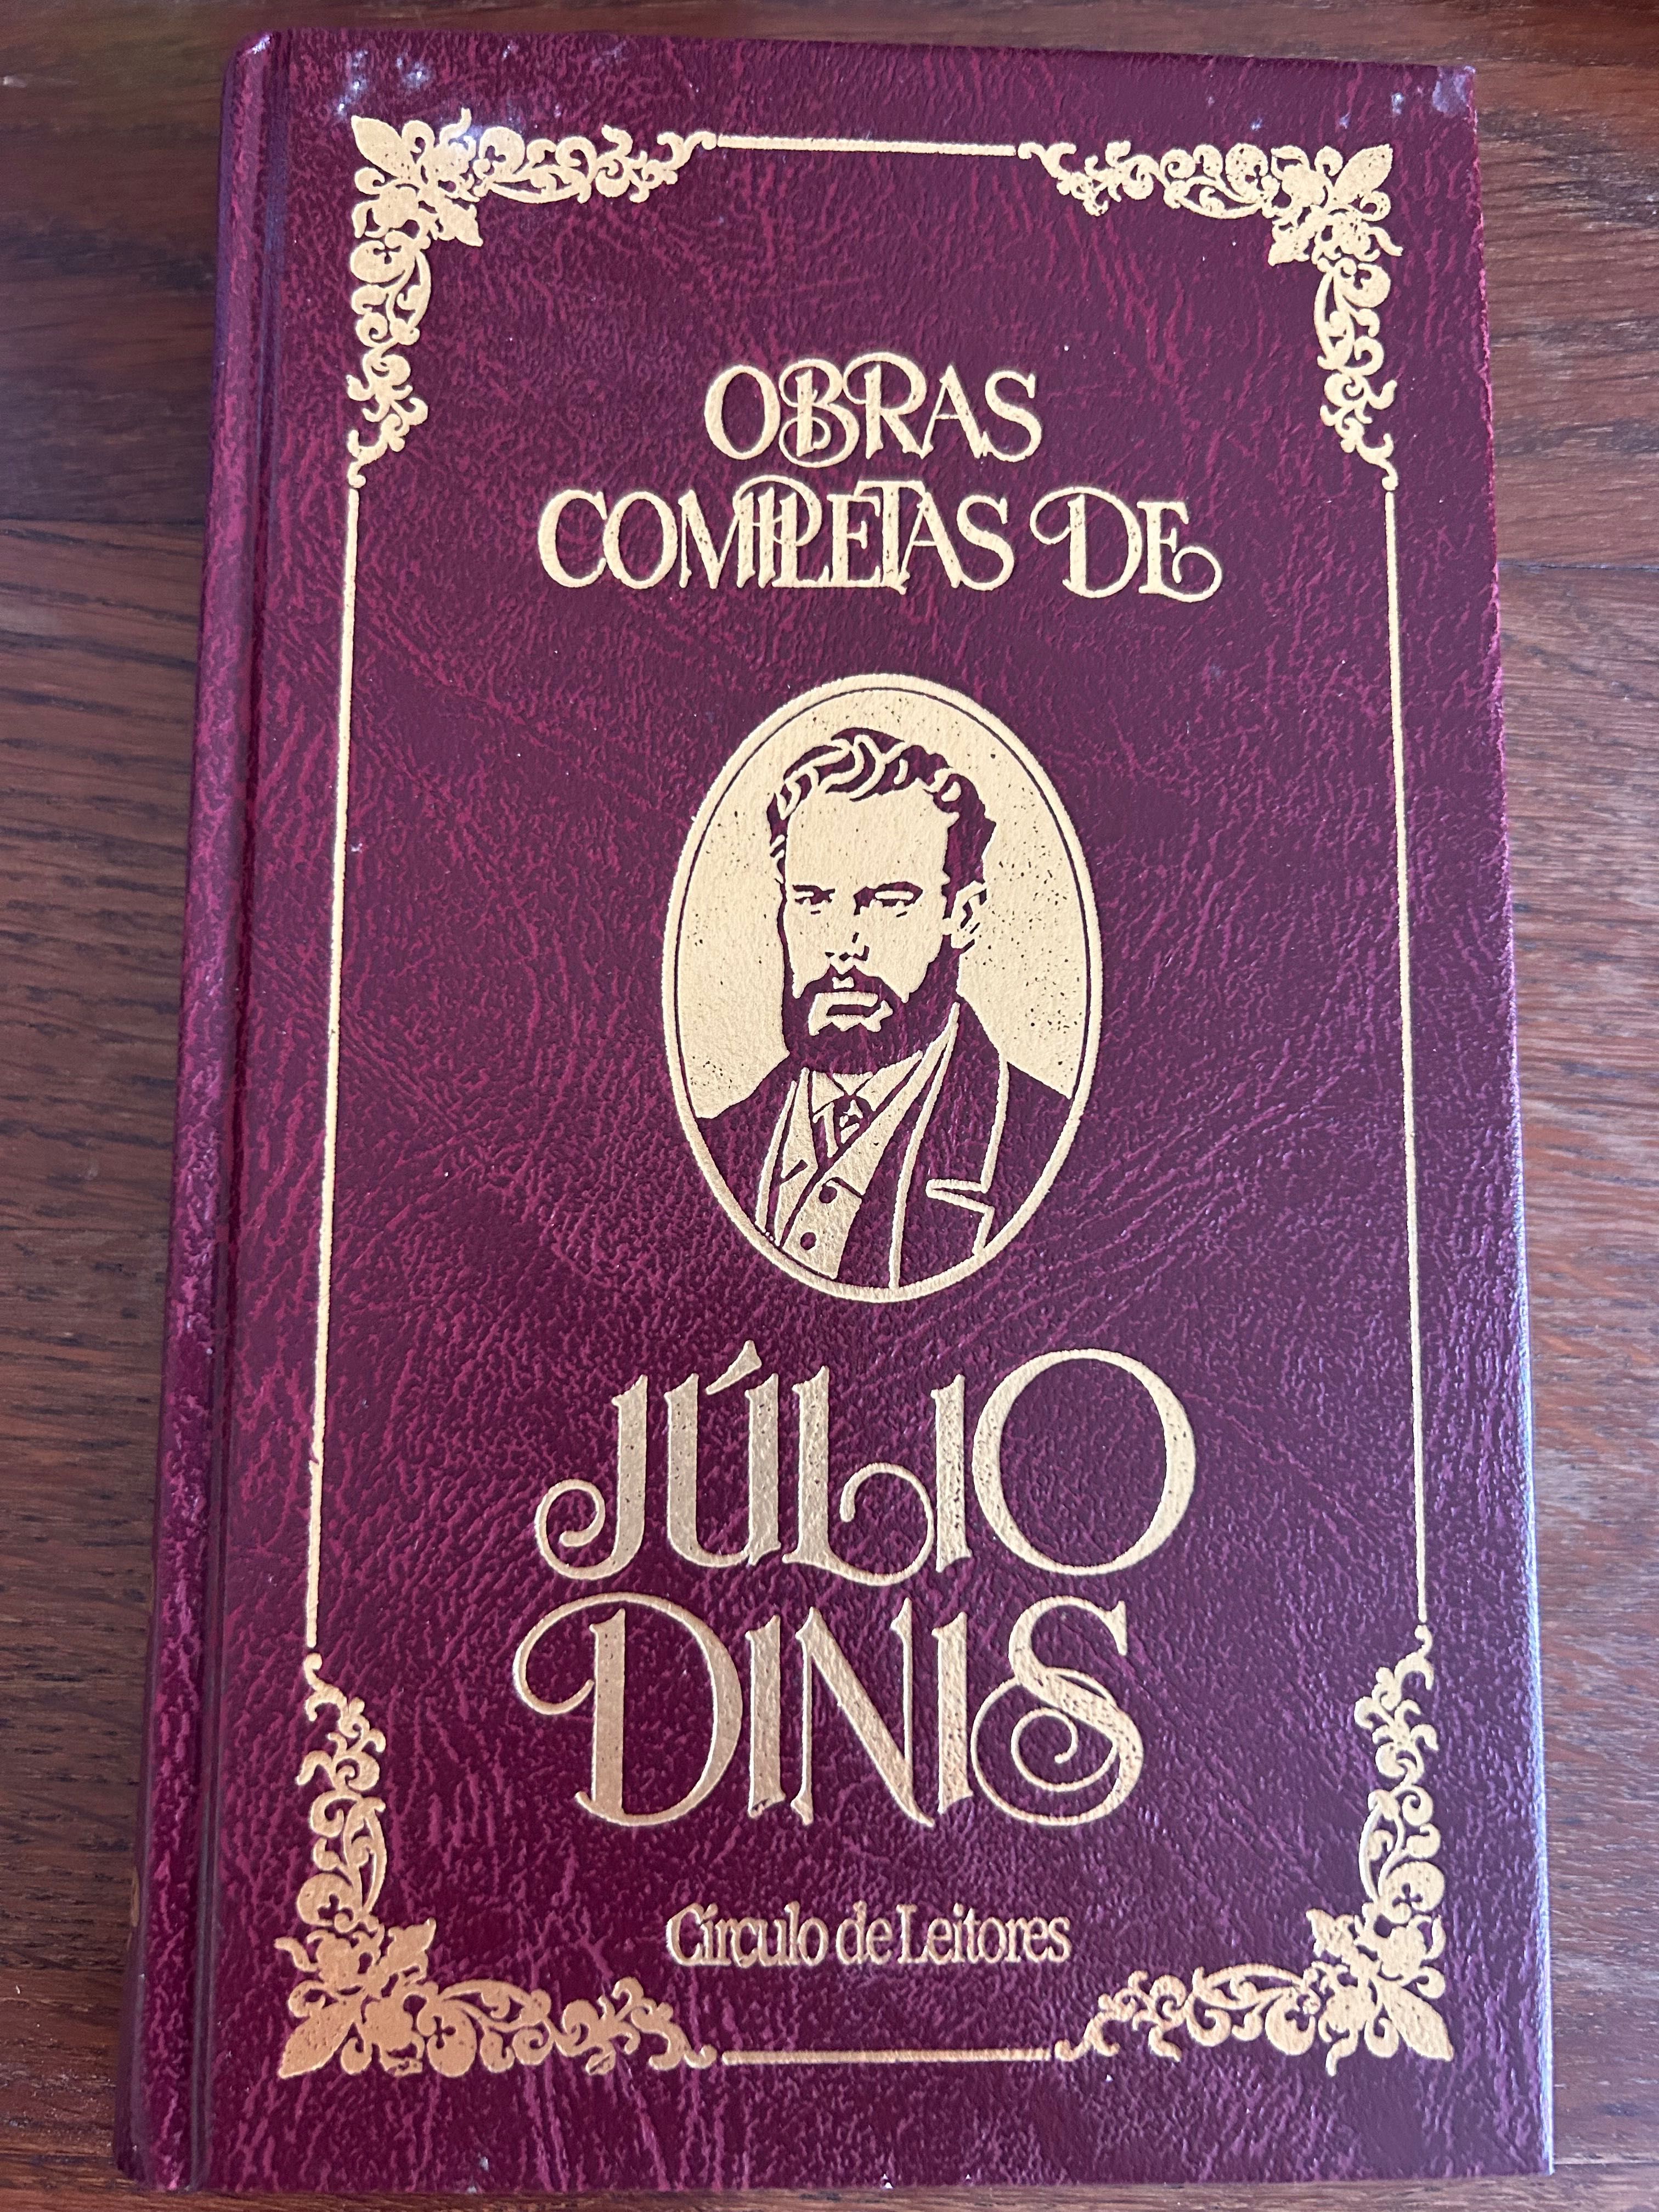 OBRAS
COMPLETAS DE
JÚLIO
DINIS
Círculo de Leitores